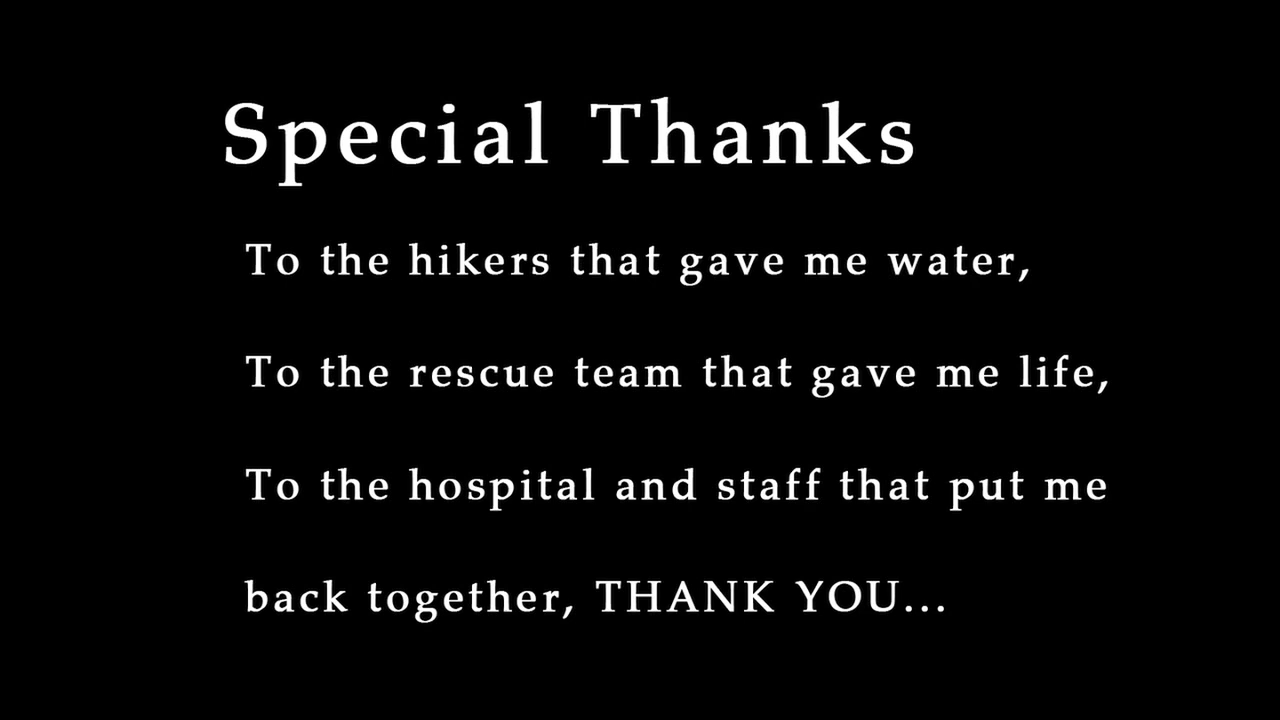 Special Thanks
To the hikers that gave me water,
To the rescue team that gave me life,
To the hospital and staff that put me
back together, THANK YOU...